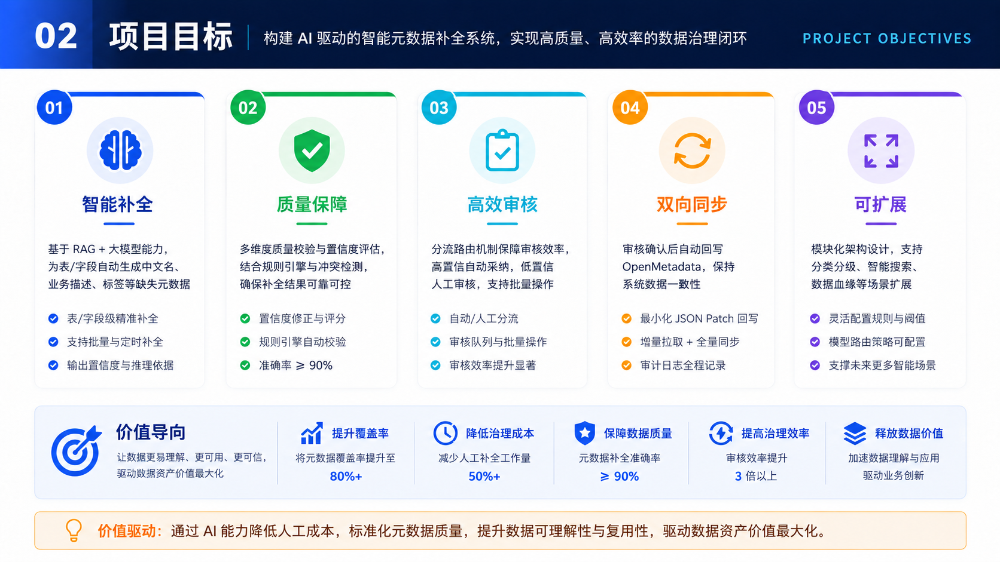 02
项目目标
构建 AI 驱动的智能元数据补全系统，实现高质量、高效率的数据治理闭环
PROJECT OBJECTIVES
01
智能补全
基于 RAG + 大模型能力，
为表/字段自动生成中文名、
业务描述、标签等缺失元数据
表/字段级精准补全
支持批量与定时补全
输出置信度与推理依据
02
质量保障
多维度质量校验与置信度评估，
结合规则引擎与冲突检测，
确保补全结果可靠可控
置信度修正与评分
规则引擎自动校验
准确率 ≥ 90%
03
高效审核
分流路由机制保障审核效率，
高置信自动采纳，低置信
人工审核，支持批量操作
自动/人工分流
审核队列与批量操作
审核效率提升显著
04
双向同步
审核确认后自动回写
OpenMetadata，保持
系统数据一致性
最小化 JSON Patch 回写
增量拉取 + 全量同步
审计日志全程记录
05
可扩展
模块化架构设计，支持
分类分级、智能搜索、
数据血缘等场景扩展
灵活配置规则与阀值
模型路由策略可配置
支撑未来更多智能场景
价值导向
让数据更易理解、更可用、更可信，
驱动数据资产价值最大化
提升覆盖率
将元数据覆盖率提升至
80%+
降低治理成本
减少人工补全工作量
50%+
保障数据质量
元数据补全准确率
≥ 90%
提高治理效率
审核效率提升
3 倍以上
释放数据价值
加速数据理解与应用
驱动业务创新
价值驱动：通过 AI 能力降低人工成本，标准化元数据质量，提升数据可理解性与复用性，驱动数据资产价值最大化。